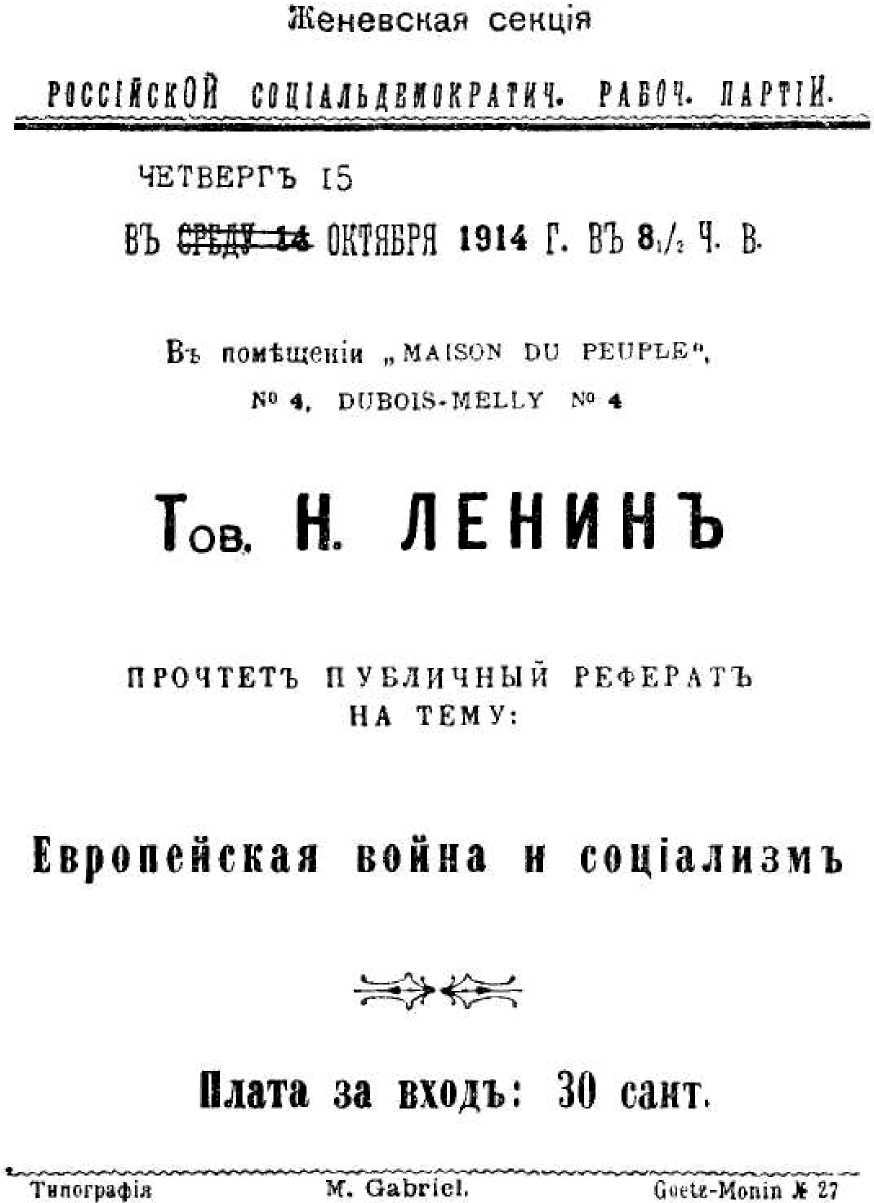 Женевская секція
РОССІЙСКОЙ СОЦІАЛЬДЕМОКРАТИЧ. РАБОЧ. ПАРТІИ.
ЧЕТВЕРГЪ 15
ВЪ СРЕДУ 14 ОКТЯБРЯ 1914 Г. ВЪ 8 1/2 Ч. В.
Въ помѣщеніи „MAISON DU PEUPLE“,
№ 4, DUBOIS-MELLY № 4
Тов. Н. ЛЕНИНЪ
ПРОЧТЕТЪ ПУБЛИЧНЫЙ РЕФЕРАТЪ
НА ТЕМУ:
Европейская война и соціализмъ
Плата за входъ: 30 сант.
Типографія M. Gabriel. Goetz-Monin № 27